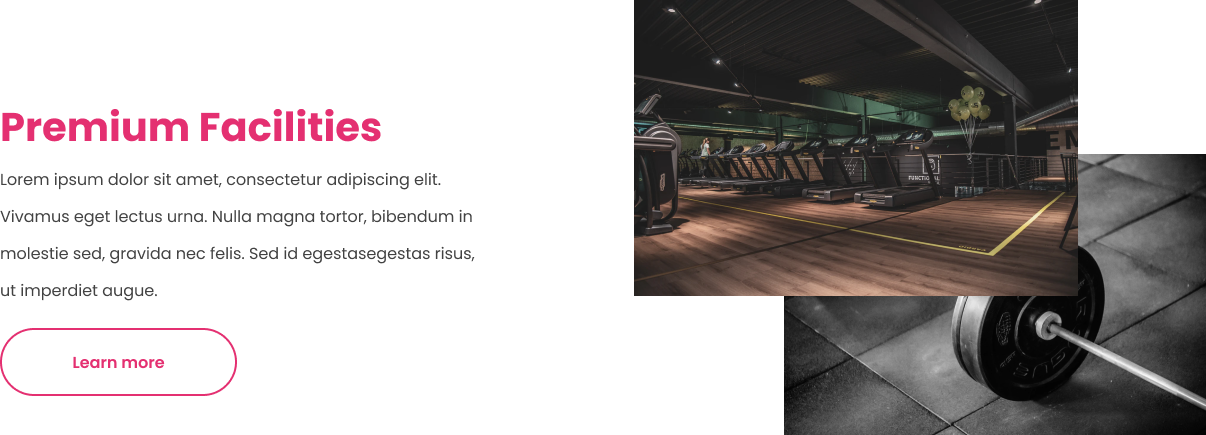 Premium Facilities
Lorem ipsum dolor sit amet, consectetur adipiscing elit.
Vivamus eget lectus urna. Nulla magna tortor, bibendum in
molestie sed, gravida nec felis. Sed id egestasegestas risus,
ut imperdiet augue.
Learn more
FUNCTIONAL